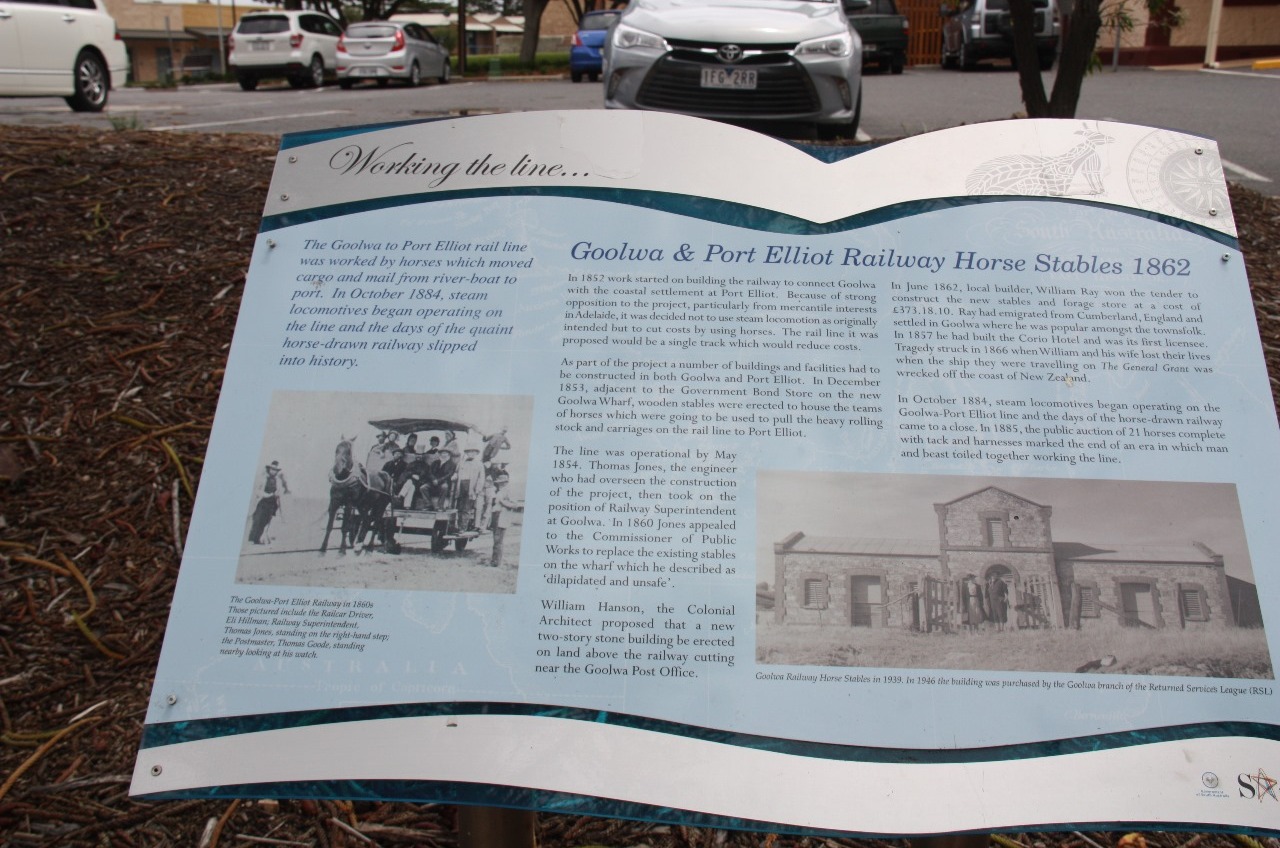 1FG 2RR
Working the line...
South Australia
The Goolwa to Port Elliot rail line
was worked by horses which moved
cargo and mail from river-boat to
port. In October 1884, steam
locomotives began operating on
the line and the days of the quaint
horse-drawn railway slipped
into history.
The Goolwa-Port Elliot Railway in 1860s
Those pictured include the Railcar Driver,
Eli Hillman; Railway Superintendent,
Thomas Jones, standing on the right-hand step;
the Postmaster, Thomas Goode, standing
nearby looking at his watch.
AUSTRALIA
Tropic of Capricorn
Goolwa & Port Elliot Railway Horse Stables 1862
In 1852 work started on building the railway to connect Goolwa
with the coastal settlement at Port Elliot. Because of strong
opposition to the project, particularly from mercantile interests
in Adelaide, it was decided not to use steam locomotion as originally
intended but to cut costs by using horses. The rail line it was
proposed would be a single track which would reduce costs.
As part of the project a number of buildings and facilities had to
be constructed in both Goolwa and Port Elliot. In December
1853, adjacent to the Government Bond Store on the new
Goolwa Wharf, wooden stables were erected to house the teams
of horses which were going to be used to pull the heavy rolling
stock and carriages on the rail line to Port Elliot.
The line was operational by May
1854. Thomas Jones, the engineer
who had overseen the construction
of the project, then took on the
position of Railway Superintendent
at Goolwa. In 1860 Jones appealed
to the Commissioner of Public
Works to replace the existing stables
on the wharf which he described as
'dilapidated and unsafe'.
William Hanson, the Colonial
Architect proposed that a new
two-story stone building be erected
on land above the railway cutting
near the Goolwa Post Office.
In June 1862, local builder, William Ray won the tender to
construct the new stables and forage store at a cost of
£373.18.10. Ray had emigrated from Cumberland, England and
settled in Goolwa where he was popular amongst the townsfolk.
In 1857 he had built the Corio Hotel and was its first licensee.
Tragedy struck in 1866 when William and his wife lost their lives
when the ship they were travelling on The General Grant was
wrecked off the coast of New Zealand.
In October 1884, steam locomotives began operating on the
Goolwa-Port Elliot line and the days of the horse-drawn railway
came to a close. In 1885, the public auction of 21 horses complete
with tack and harnesses marked the end of an era in which man
and beast toiled together working the line.
Goolwa Railway Horse Stables in 1939. In 1946 the building was purchased by the Goolwa branch of the Returned Services League (RSL)